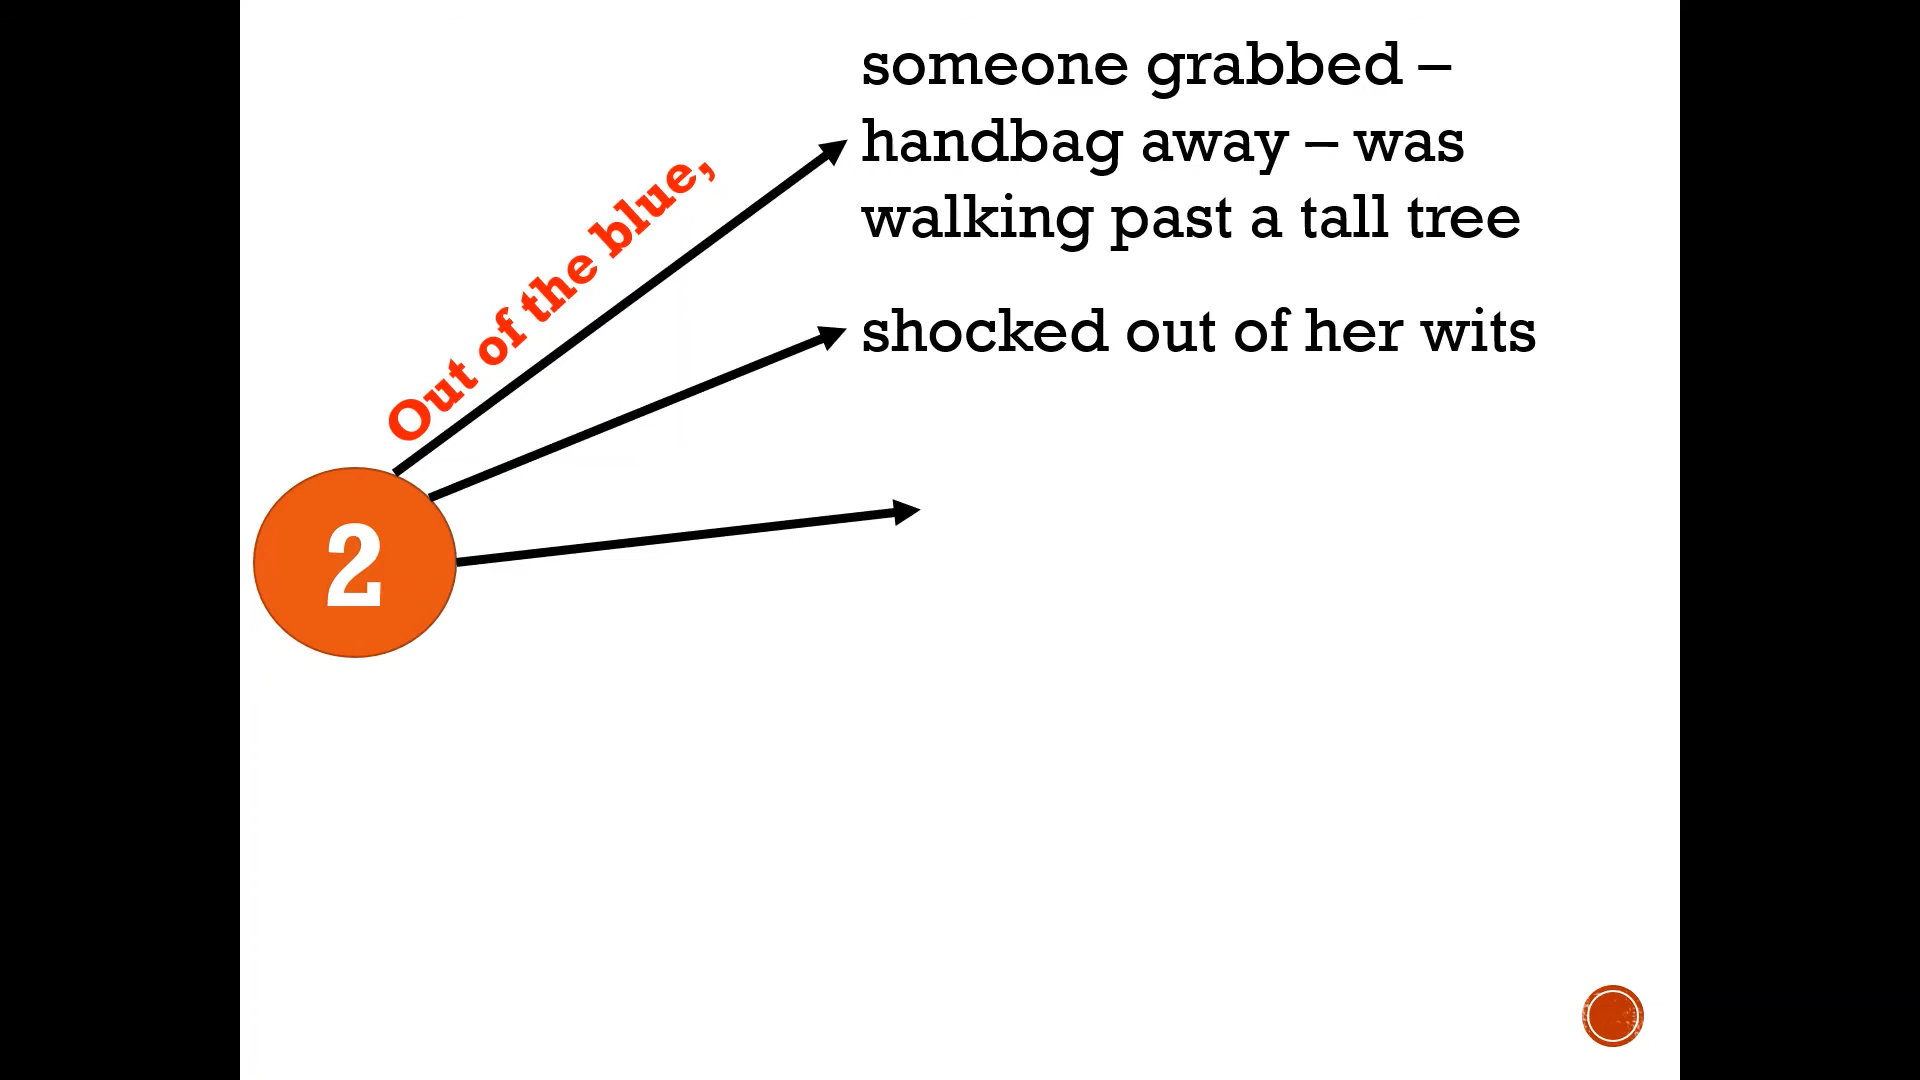 someone grabbed –
handbag away – was
walking past a tall tree
Out of the blue,
shocked out of her wits
2